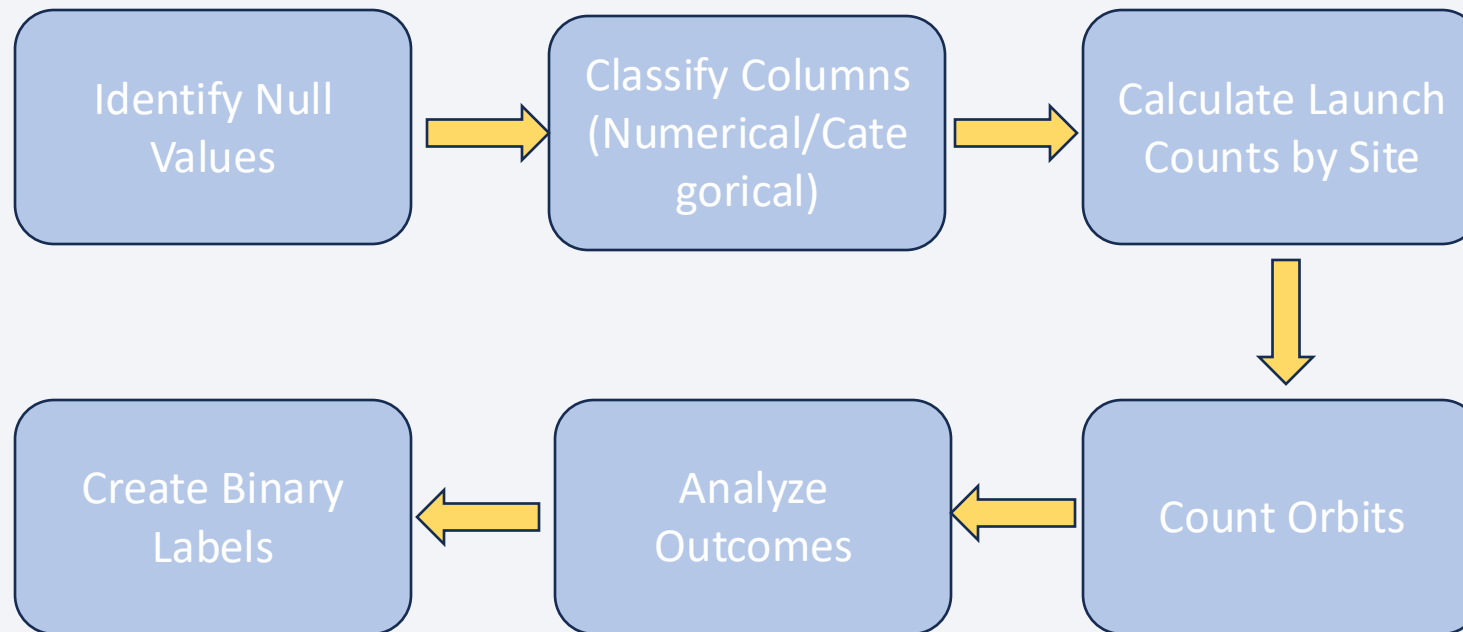 Identify Null
Values
Classify Columns
(Numerical/Cate
gorical)
Calculate Launch
Counts by Site
Create Binary
Labels
Analyze
Outcomes
Count Orbits